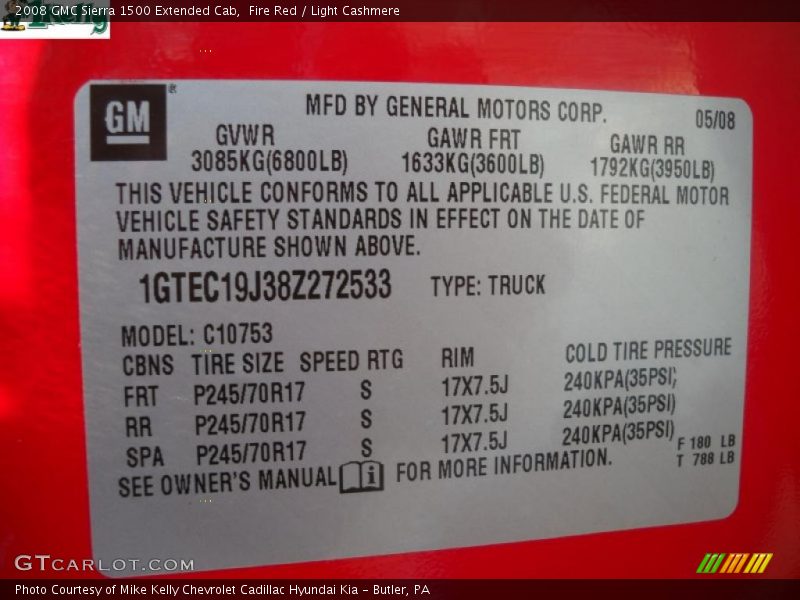 2008 GMC Sierra 1500 Extended Cab, Fire Red / Light Cashmere
GM
®
MFD BY GENERAL MOTORS CORP.
05/08
GVWR GAWR FRT GAWR RR
3085KG(6800LB) 1633KG(3600LB) 1792KG(3950LB)
THIS VEHICLE CONFORMS TO ALL APPLICABLE U.S. FEDERAL MOTOR
VEHICLE SAFETY STANDARDS IN EFFECT ON THE DATE OF
MANUFACTURE SHOWN ABOVE.
1GTEC19J38Z272533 TYPE: TRUCK
MODEL: C10753
CBNS TIRE SIZE SPEED RTG RIM COLD TIRE PRESSURE
FRT P245/70R17 S 17X7.5J 240KPA(35PSI)
RR P245/70R17 S 17X7.5J 240KPA(35PSI)
SPA P245/70R17 S 17X7.5J 240KPA(35PSI)
F 180 LB
T 788 LB
SEE OWNER'S MANUAL i FOR MORE INFORMATION.
GTCARLOT.COM
Photo Courtesy of Mike Kelly Chevrolet Cadillac Hyundai Kia - Butler, PA